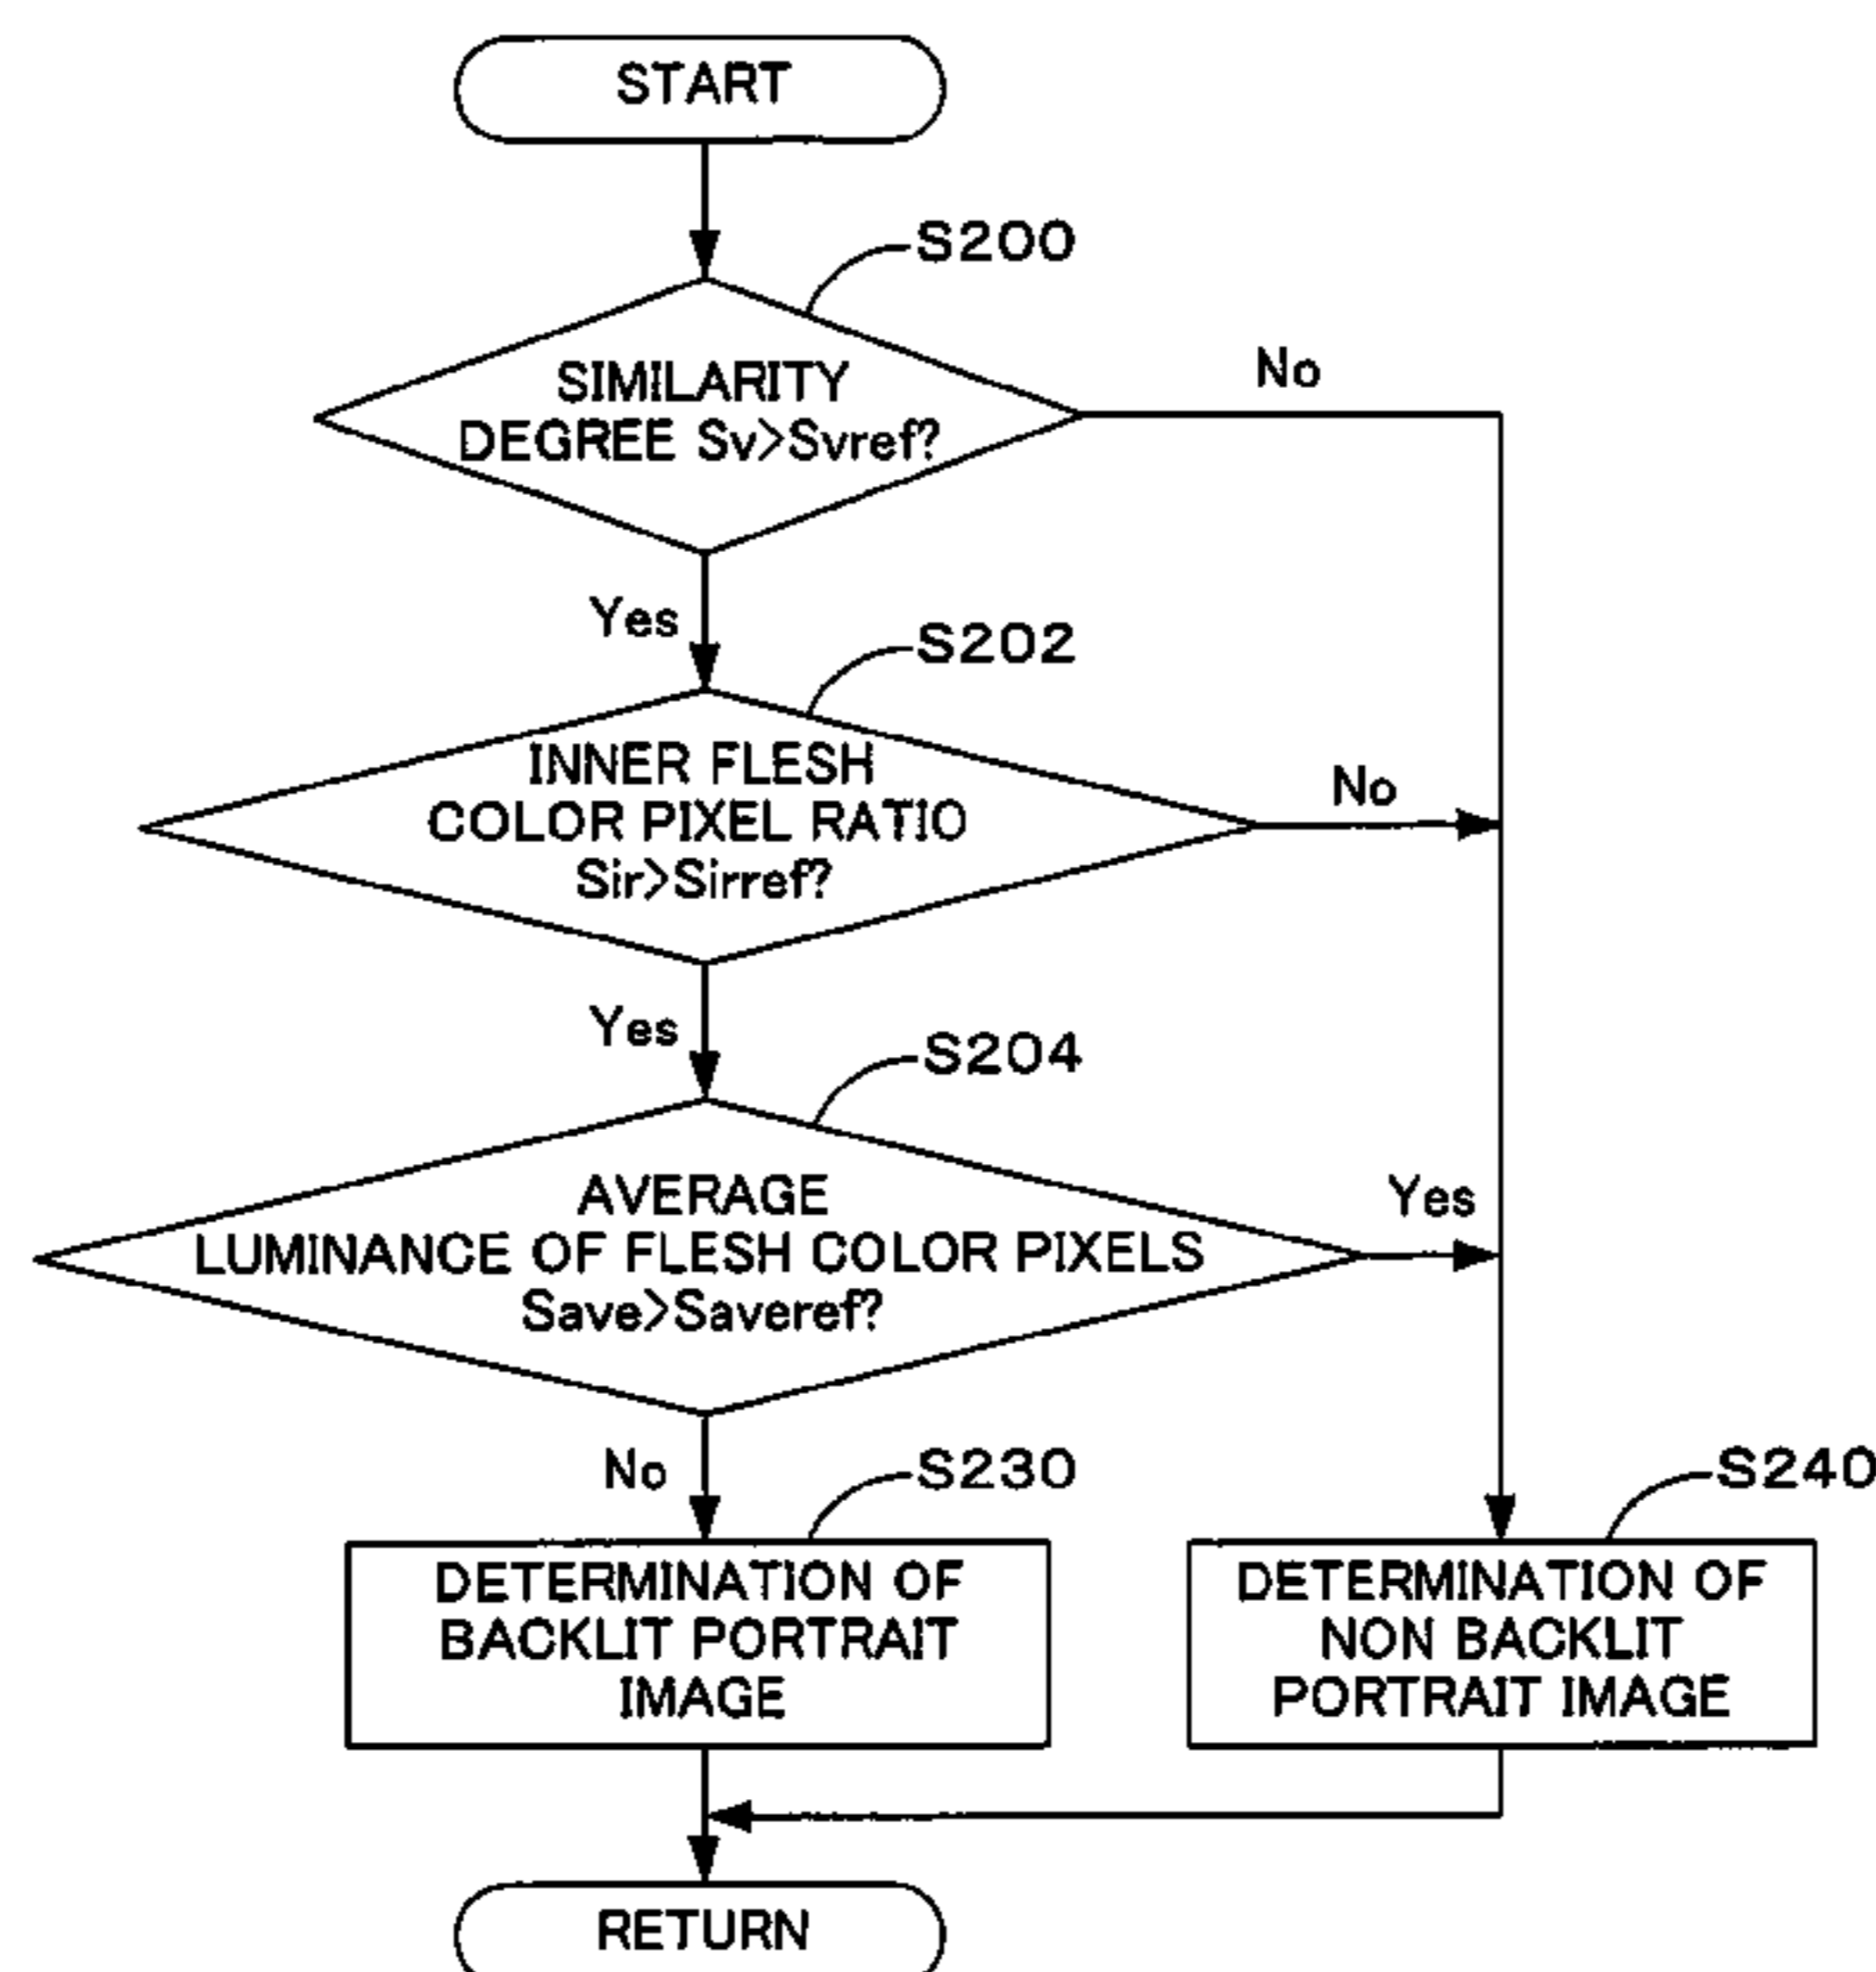 START
S200
SIMILARITY
DEGREE Sv>Svref?
No
Yes
S202
INNER FLESH
COLOR PIXEL RATIO
Sir>Sirref?
No
Yes
S204
AVERAGE
LUMINANCE OF FLESH COLOR PIXELS
Save>Saveref?
Yes
No
S230
DETERMINATION OF
BACKLIT PORTRAIT
IMAGE
S240
DETERMINATION OF
NON BACKLIT
PORTRAIT IMAGE
RETURN